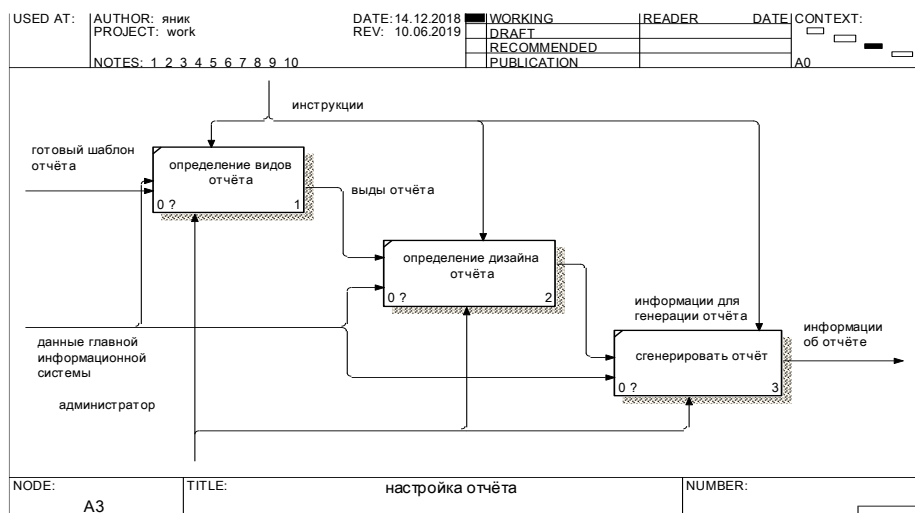 USED AT:
AUTHOR: яник
DATE: 14.12.2018
WORKING
READER
DATE
CONTEXT:
PROJECT: work
REV: 10.06.2019
DRAFT
RECOMMENDED
NOTES: 1 2 3 4 5 6 7 8 9 10
PUBLICATION
A0
инструкции
готовый шаблон
отчёта
определение видов
отчёта
0 ?
1
выды отчёта
определение дизайна
отчёта
0 ?
2
информации для
генерации отчёта
данные главной
информационной
системы
сгенерировать отчёт
0 ?
3
информации
об отчёте
администратор
NODE:
A3
TITLE:
настройка отчёта
NUMBER: